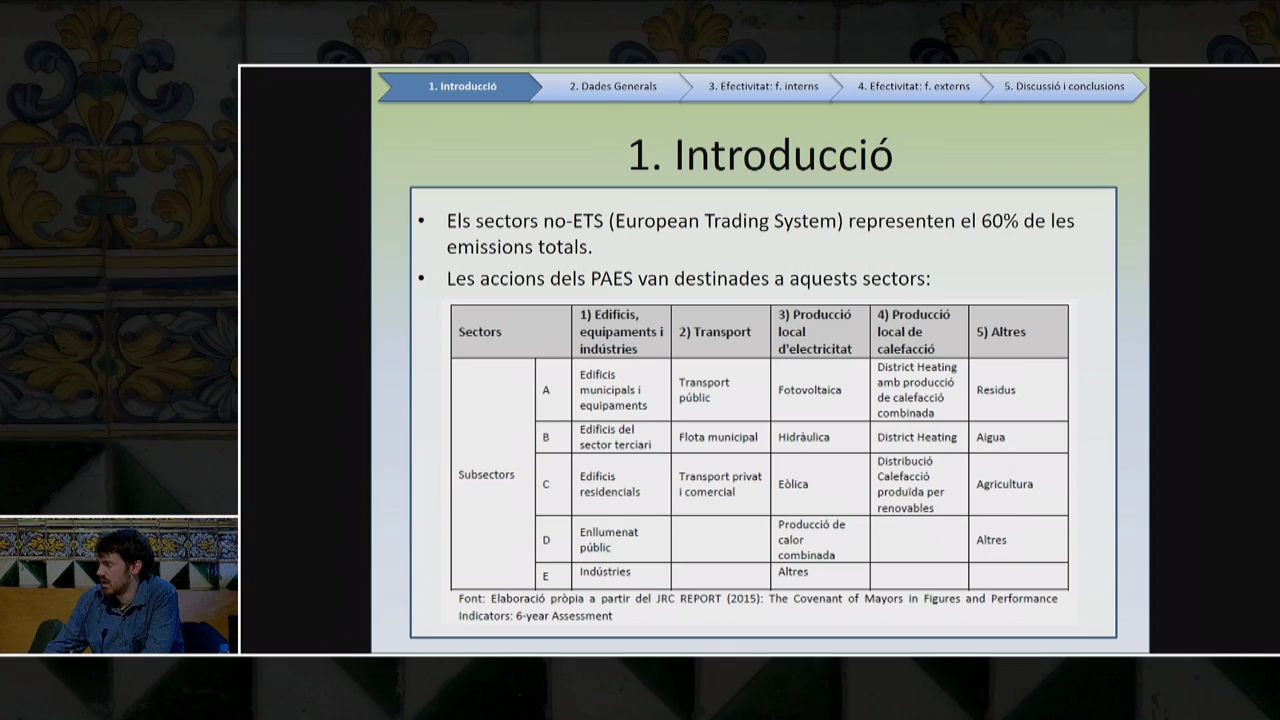 1. Introducció
2. Dades Generals
3. Efectivitat: f. interns
4. Efectivitat: f. externs
5. Discussió i conclusions
1. Introducció
• Els sectors no-ETS (European Trading System) representen el 60% de les
emissions totals.
• Les accions dels PAES van destinades a aquests sectors:
Sectors
1) Edificis,
equipaments i
indústries
2) Transport
3) Producció
local
d'electricitat
4) Producció
local de
calefacció
5) Altres
Subsectors
A
Edificis
municipals i
equipaments
Transport
públic
Fotovoltaica
District Heating
amb producció
de calefacció
combinada
Residus
B
Edificis del
sector terciari
Flota municipal
Hidràulica
District Heating
Aigua
C
Edificis
residencials
Transport privat
i comercial
Eòlica
Distribució
Calefacció
produïda per
renovables
Agricultura
D
Enllumenat
públic
Producció de
calor
combinada
Altres
E
Indústries
Altres
Font: Elaboració pròpia a partir del JRC REPORT (2015): The Covenant of Mayors in Figures and Performance
Indicators: 6-year Assessment